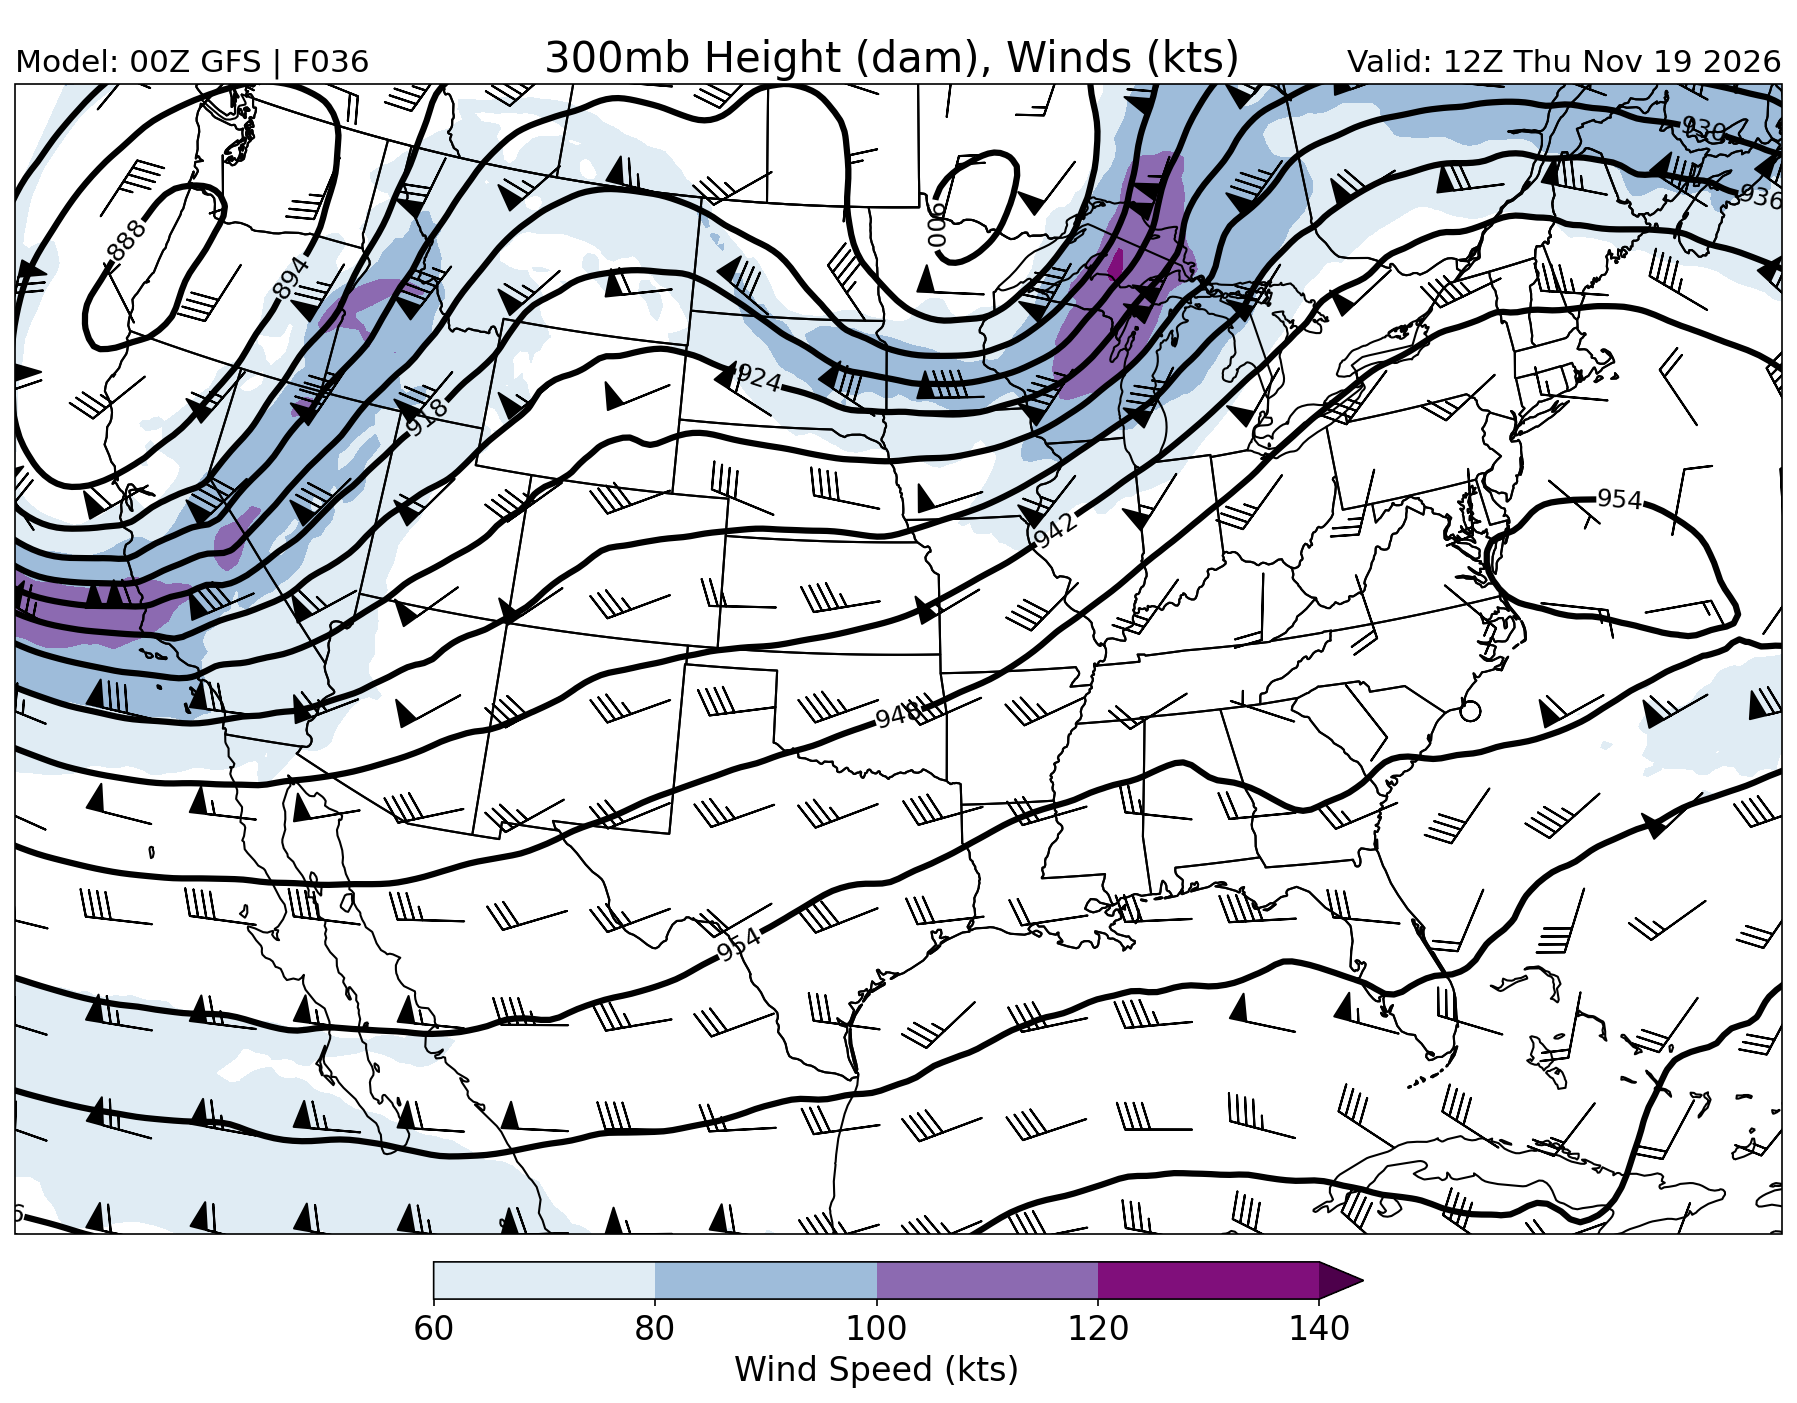 Model: 00Z GFS | F036
300mb Height (dam), Winds (kts)
Valid: 12Z Thu Nov 19 2026
930
936
888
900
894
924
918
954
942
948
954
6
60 80 100 120 140
Wind Speed (kts)